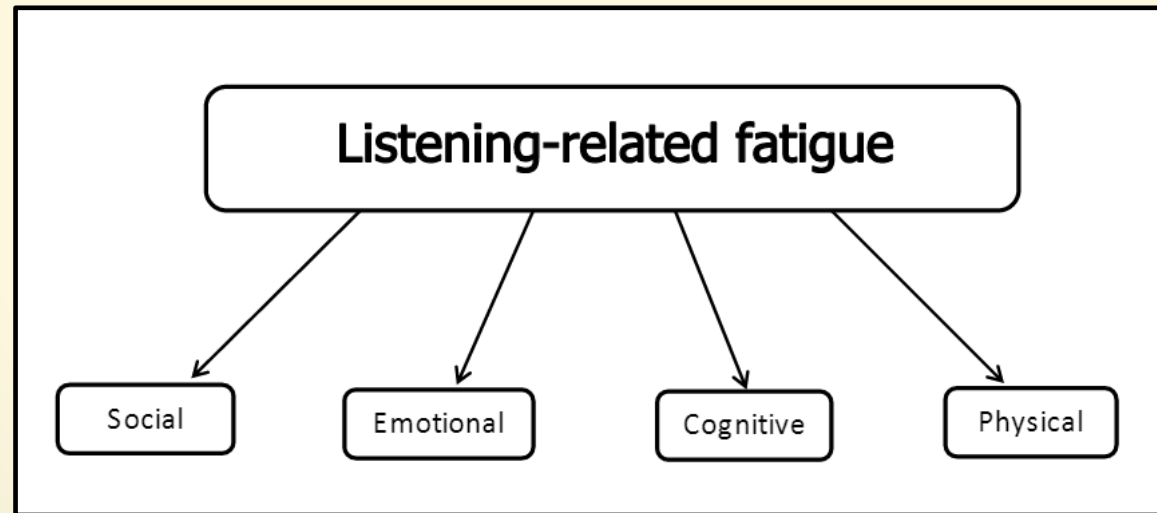 Listening-related fatigue
Social
Emotional
Cognitive
Physical